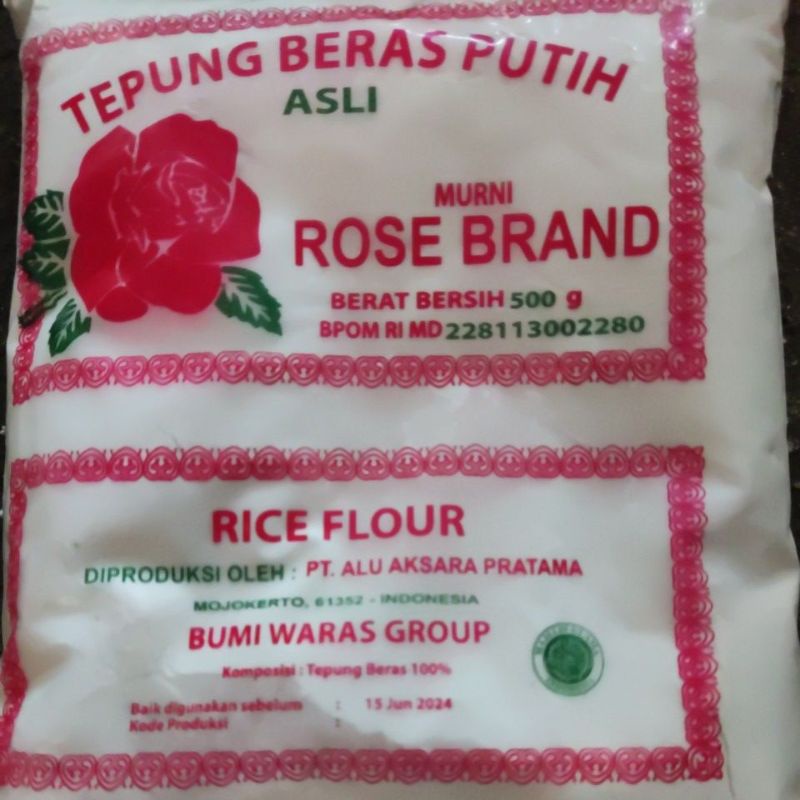 TEPUNG BERAS PUTIH
ASLI
MURNI
ROSE BRAND
BERAT BERSIH 500 g
BPOM RI MD 228113002280
RICE FLOUR
DIPRODUKSI OLEH : PT. ALU AKSARA PRATAMA
MOJOKERTO, 61352 - INDONESIA
BUMI WARAS GROUP
Komposisi : Tepung Beras 100%
Baik digunakan sebelum : 15 Jun 2024
Kode Produksi :